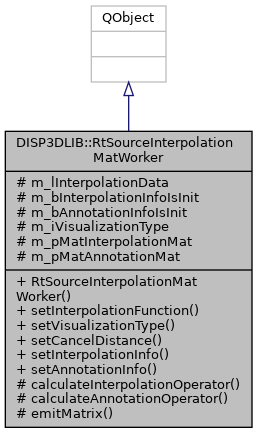 QObject
DISP3DLIB::RtSourceInterpolation
MatWorker
# m_lInterpolationData
# m_bInterpolationInfoIsInit
# m_bAnnotationInfoIsInit
# m_iVisualizationType
# m_pMatInterpolationMat
# m_pMatAnnotationMat
+ RtSourceInterpolationMat
Worker()
+ setInterpolationFunction()
+ setVisualizationType()
+ setCancelDistance()
+ setInterpolationInfo()
+ setAnnotationInfo()
# calculateInterpolationOperator()
# calculateAnnotationOperator()
# emitMatrix()